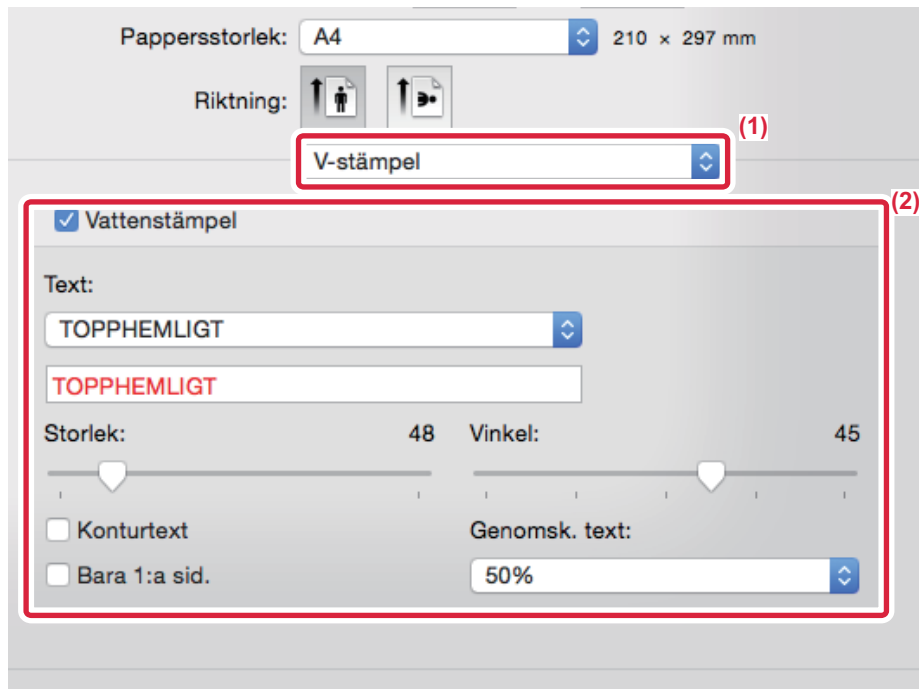 Pappersstorlek: A4 210 × 297 mm
Riktning:
(1)
V-stämpel
(2)
Vattenstämpel
Text:
TOPPHEMLIGT
TOPPHEMLIGT
Storlek: 48 Vinkel: 45
Konturtext Genomsk. text:
Bara 1:a sid. 50%